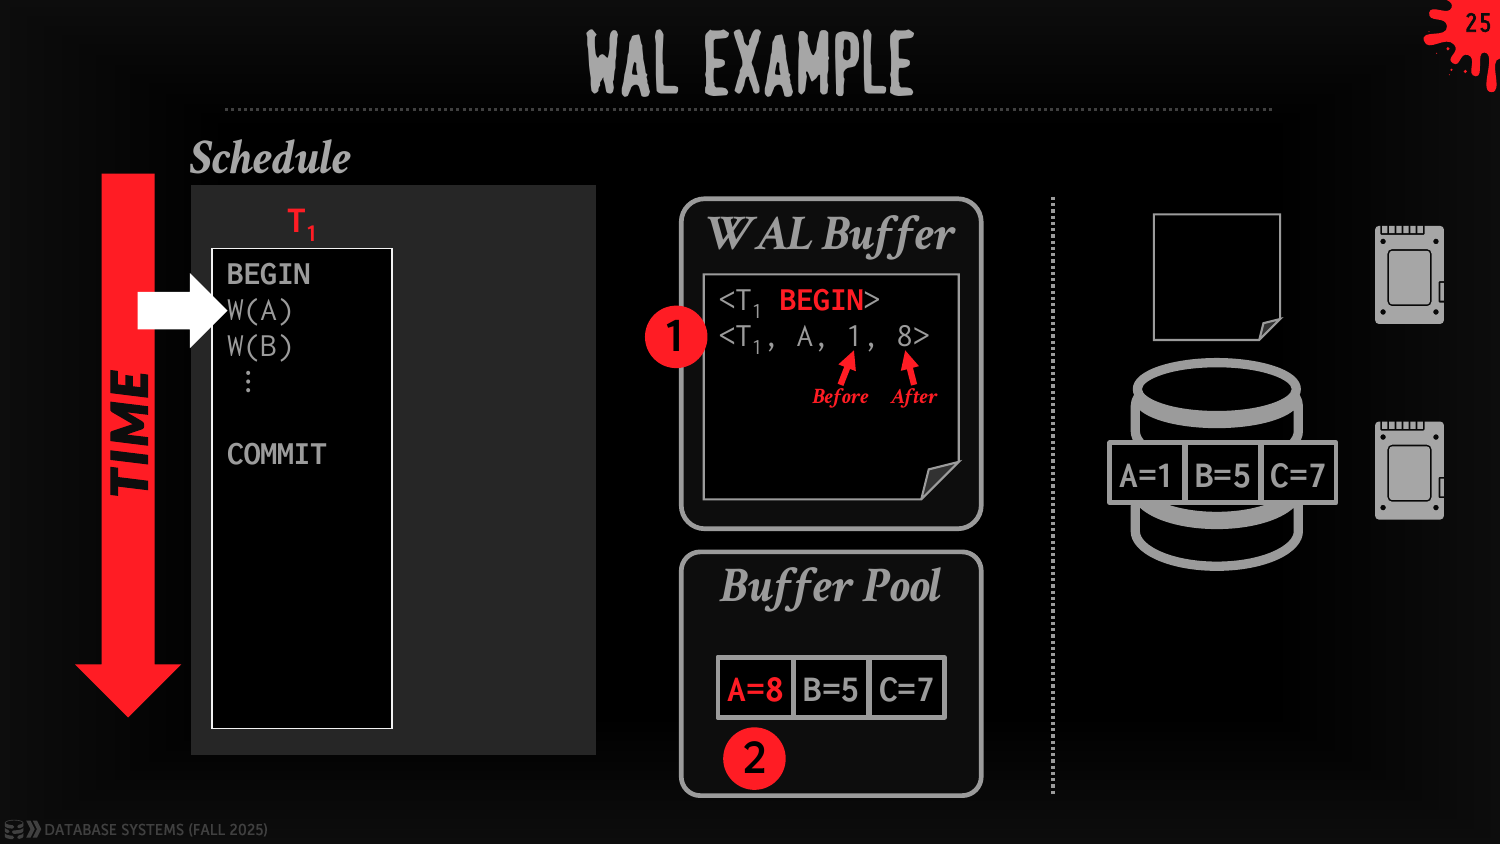 25
WAL EXAMPLE
Schedule
TIME
T1
BEGIN
W(A)
W(B)
⋮
COMMIT
WAL Buffer
1
<T1 BEGIN>
<T1, A, 1, 8>
Before After
Buffer Pool
A=8 B=5 C=7
2
A=1 B=5 C=7
DATABASE SYSTEMS (FALL 2025)